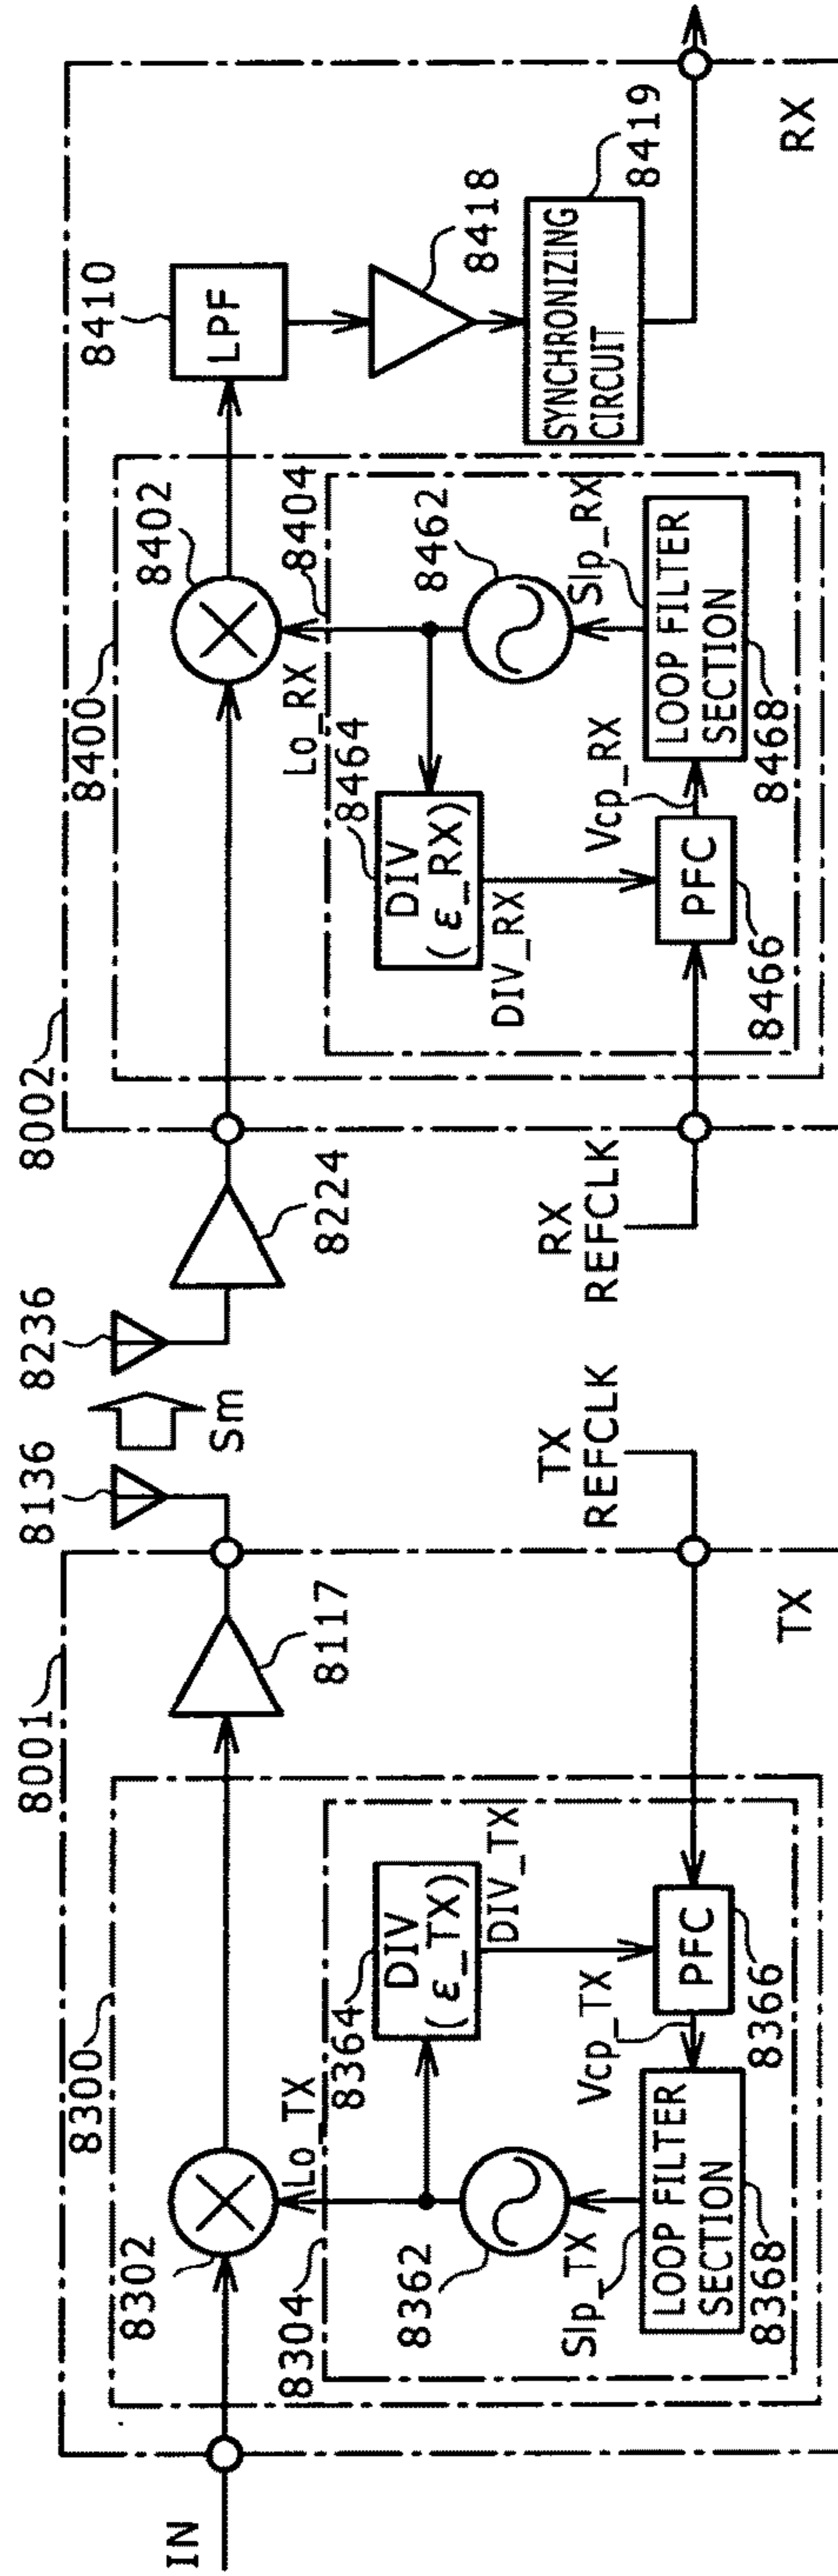 8001
8136
8236
8002
8300
8302
8117
Sm
8224
8400
8402
8410
LPF
IN
8304
Lo_TX
8364
DIV
(ε_TX)
DIV_TX
8362
Slp_TX
Vcp_TX
LOOP FILTER
SECTION
8368
PFC
8366
TX
REFCLK
TX
Lo_RX
8404
8464
DIV
(ε_RX)
DIV_RX
8462
Slp_RX
Vcp_RX
PFC
8466
LOOP FILTER
SECTION
8468
RX
REFCLK
8418
SYNCHRONIZING
CIRCUIT
8419
RX